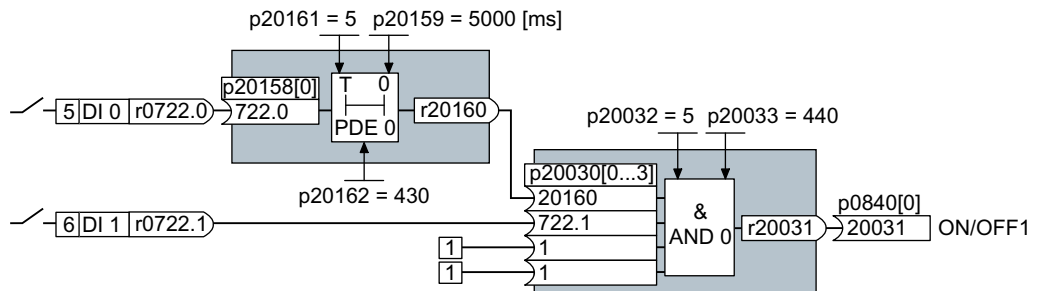 p20161 = 5 p20159 = 5000 [ms]
p20158[0]
T 0
5 DI 0 r0722.0 722.0 r20160
PDE 0
p20162 = 430
p20032 = 5 p20033 = 440
p20030[0...3]
20160
6 DI 1 r0722.1 722.1
& 
AND 0
r20031
p0840[0]
20031 ON/OFF1
1 1
1 1